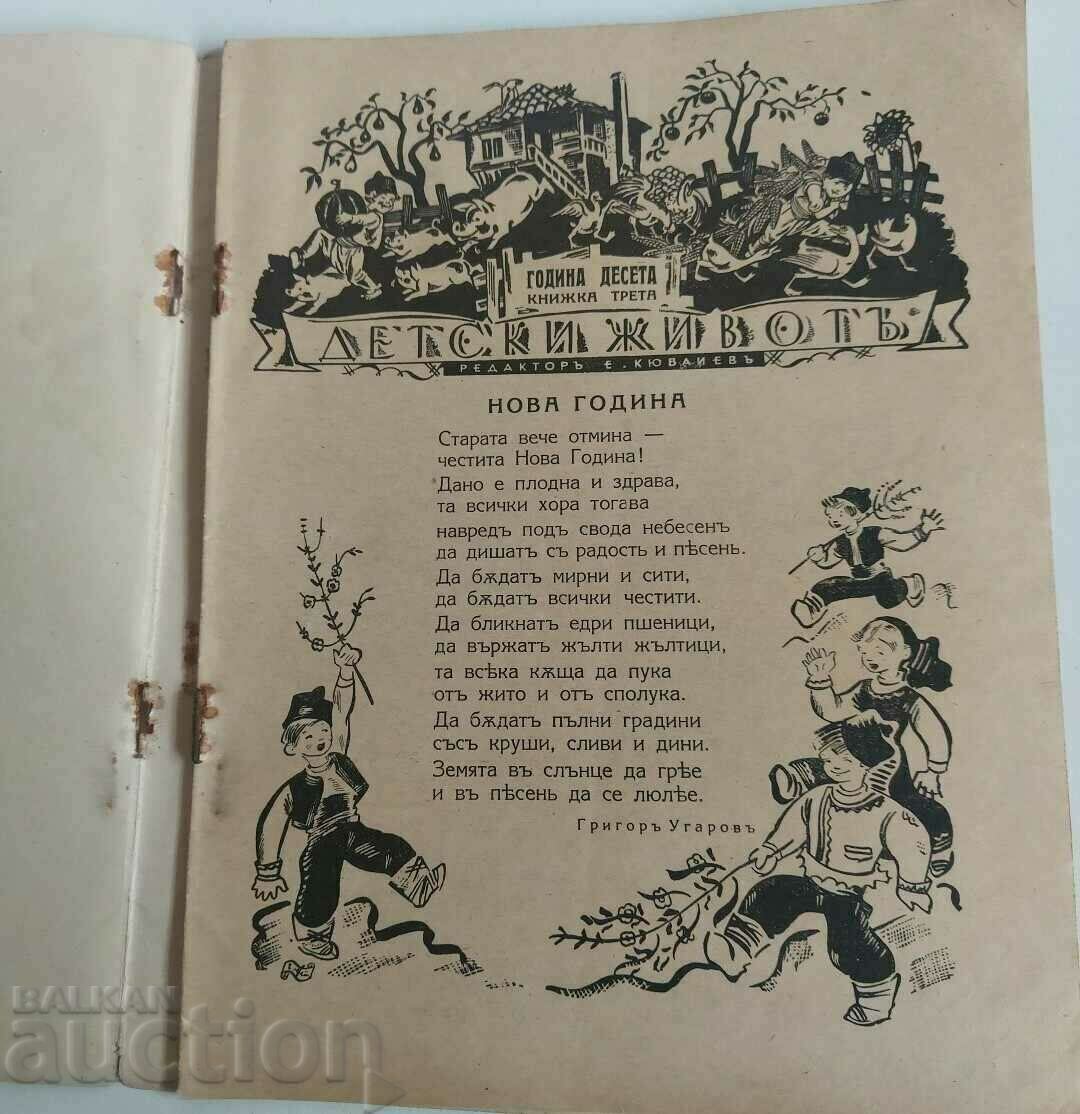 ГОДИНА ДЕСЕТА
КНИЖКА ТРЕТА
ДЕТСКИ ЖИВОТЪ
РЕДАКТОРЪ Е. КЮВЛИЕВЪ
НОВА ГОДИНА
Старата вече отмина —
честита Нова Година!
Дано е плодна и здрава,
та всички хора тогава
навредъ подъ свода небесенъ
да дишатъ съ радость и пѣсень.
Да бѫдатъ мирни и сити,
да бѫдатъ всички честити.
Да бликнатъ едри пшеници,
да вържатъ жълти жълтици,
та всѣка кѫща да пука
отъ жито и отъ сполука.
Да бѫдатъ пълни градини
със​ъ круши, сливи и дини.
Земята въ слънце да грѣе
и въ пѣсень да се люлѣе.
Григоръ Угаровъ
BALKAN
auction